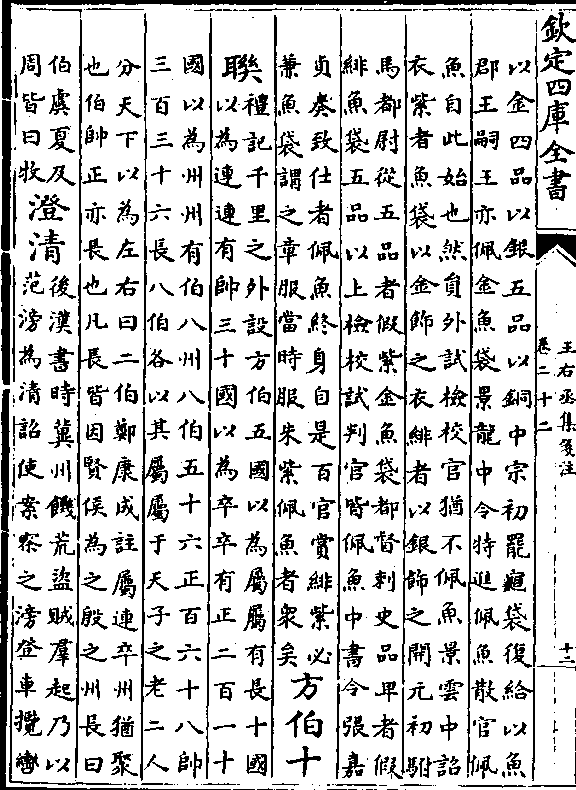 欽定四庫全書
王右丞集箋注
卷二十二
十二
以金四品以銀五品以銅中宗初罷龜袋復給以魚
郡王嗣王亦佩金魚袋景龍中令特進佩魚散官佩
魚自此始也然員外試檢校官猶不佩魚景雲中詔
衣紫者魚袋以金飾之衣緋者以銀飾之開元初駙
馬都尉從五品者假紫金魚袋都督刺史品卑者假
緋魚袋五品以上檢校試判官皆佩魚中書令張嘉
貞奏致仕者佩魚終身自是百官賞緋紫必
兼魚袋謂之章服當時服朱紫佩魚者衆矣
方伯十
聯
禮記千里之外設方伯五國以為屬屬有長十國
以為連連有帥三十國以為卒卒有正二百一十
國以為州州有伯八州八伯五十六正百六十八帥
三百三十六長八伯各以其屬屬于天子之老二人
分天下以為左右曰二伯鄭康成註屬連卒州猶聚
也伯帥正亦長也凡長皆因賢侯為之殷之州長曰
伯虞夏及
周皆曰牧
澄清
後漢書時冀州饑荒盜賊羣起乃以
范滂為清詔使案察之滂登車攬轡